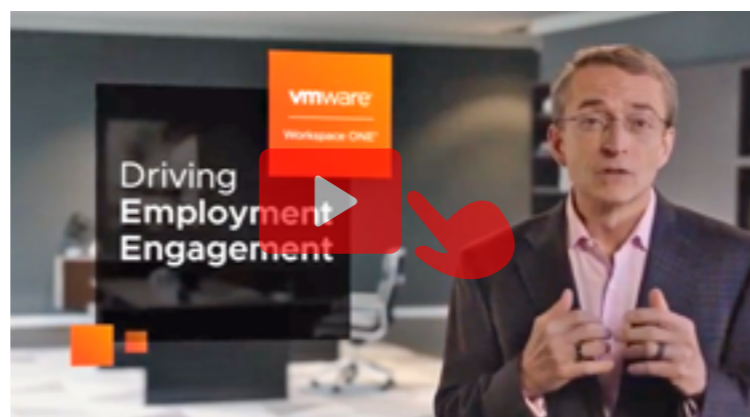 vmware
Workspace ONE
Driving
Employment
Engagement